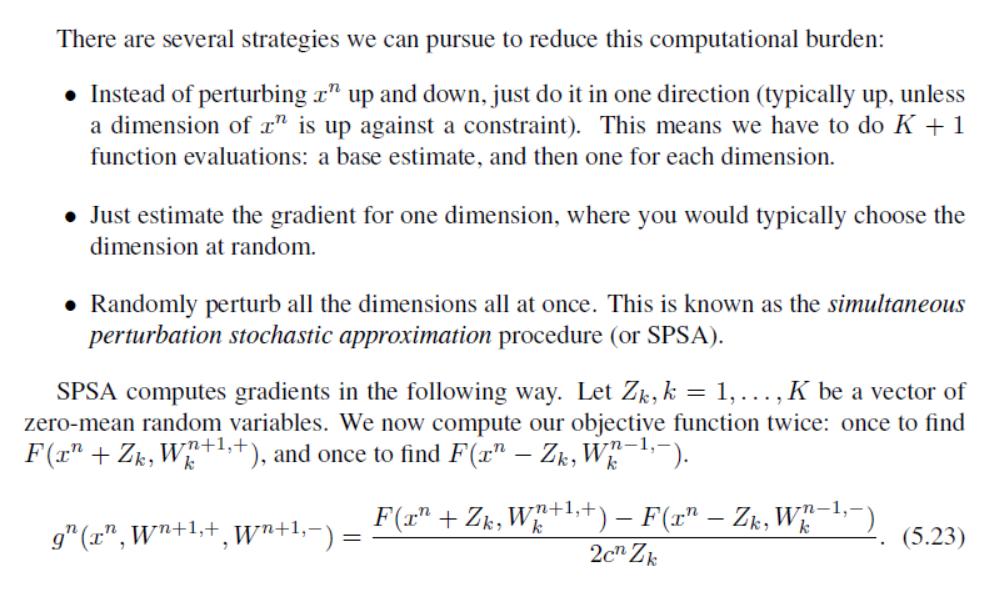 There are several strategies we can pursue to reduce this computational burden:
• Instead of perturbing $x^n$ up and down, just do it in one direction (typically up, unless
a dimension of $x^n$ is up against a constraint). This means we have to do $K + 1$
function evaluations: a base estimate, and then one for each dimension.
• Just estimate the gradient for one dimension, where you would typically choose the
dimension at random.
• Randomly perturb all the dimensions all at once. This is known as the simultaneous
perturbation stochastic approximation procedure (or SPSA).
SPSA computes gradients in the following way. Let $Z_k, k = 1, \ldots, K$ be a vector of
zero-mean random variables. We now compute our objective function twice: once to find
$F(x^n + Z_k, W_k^{n+1,+})$, and once to find $F(x^n - Z_k, W_k^{n-1,-})$.
$g^n(x^n, W^{n+1,+}, W^{n+1,-}) = \frac{F(x^n + Z_k, W_k^{n+1,+}) - F(x^n - Z_k, W_k^{n-1,-})}{2c^n Z_k}.$ (5.23)